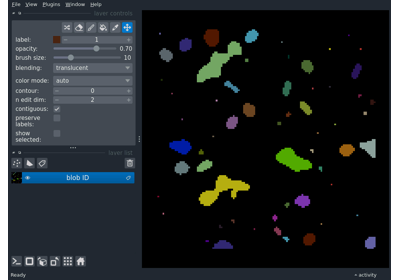 File View Plugins Window Help
layer controls
label: 1
opacity: 0.70
brush size: 10
blending: translucent
color mode: auto
contour: 0
n edit dim: 2
contiguous:
preserve
labels:
show
selected:
layer list
blob ID
Ready
activity